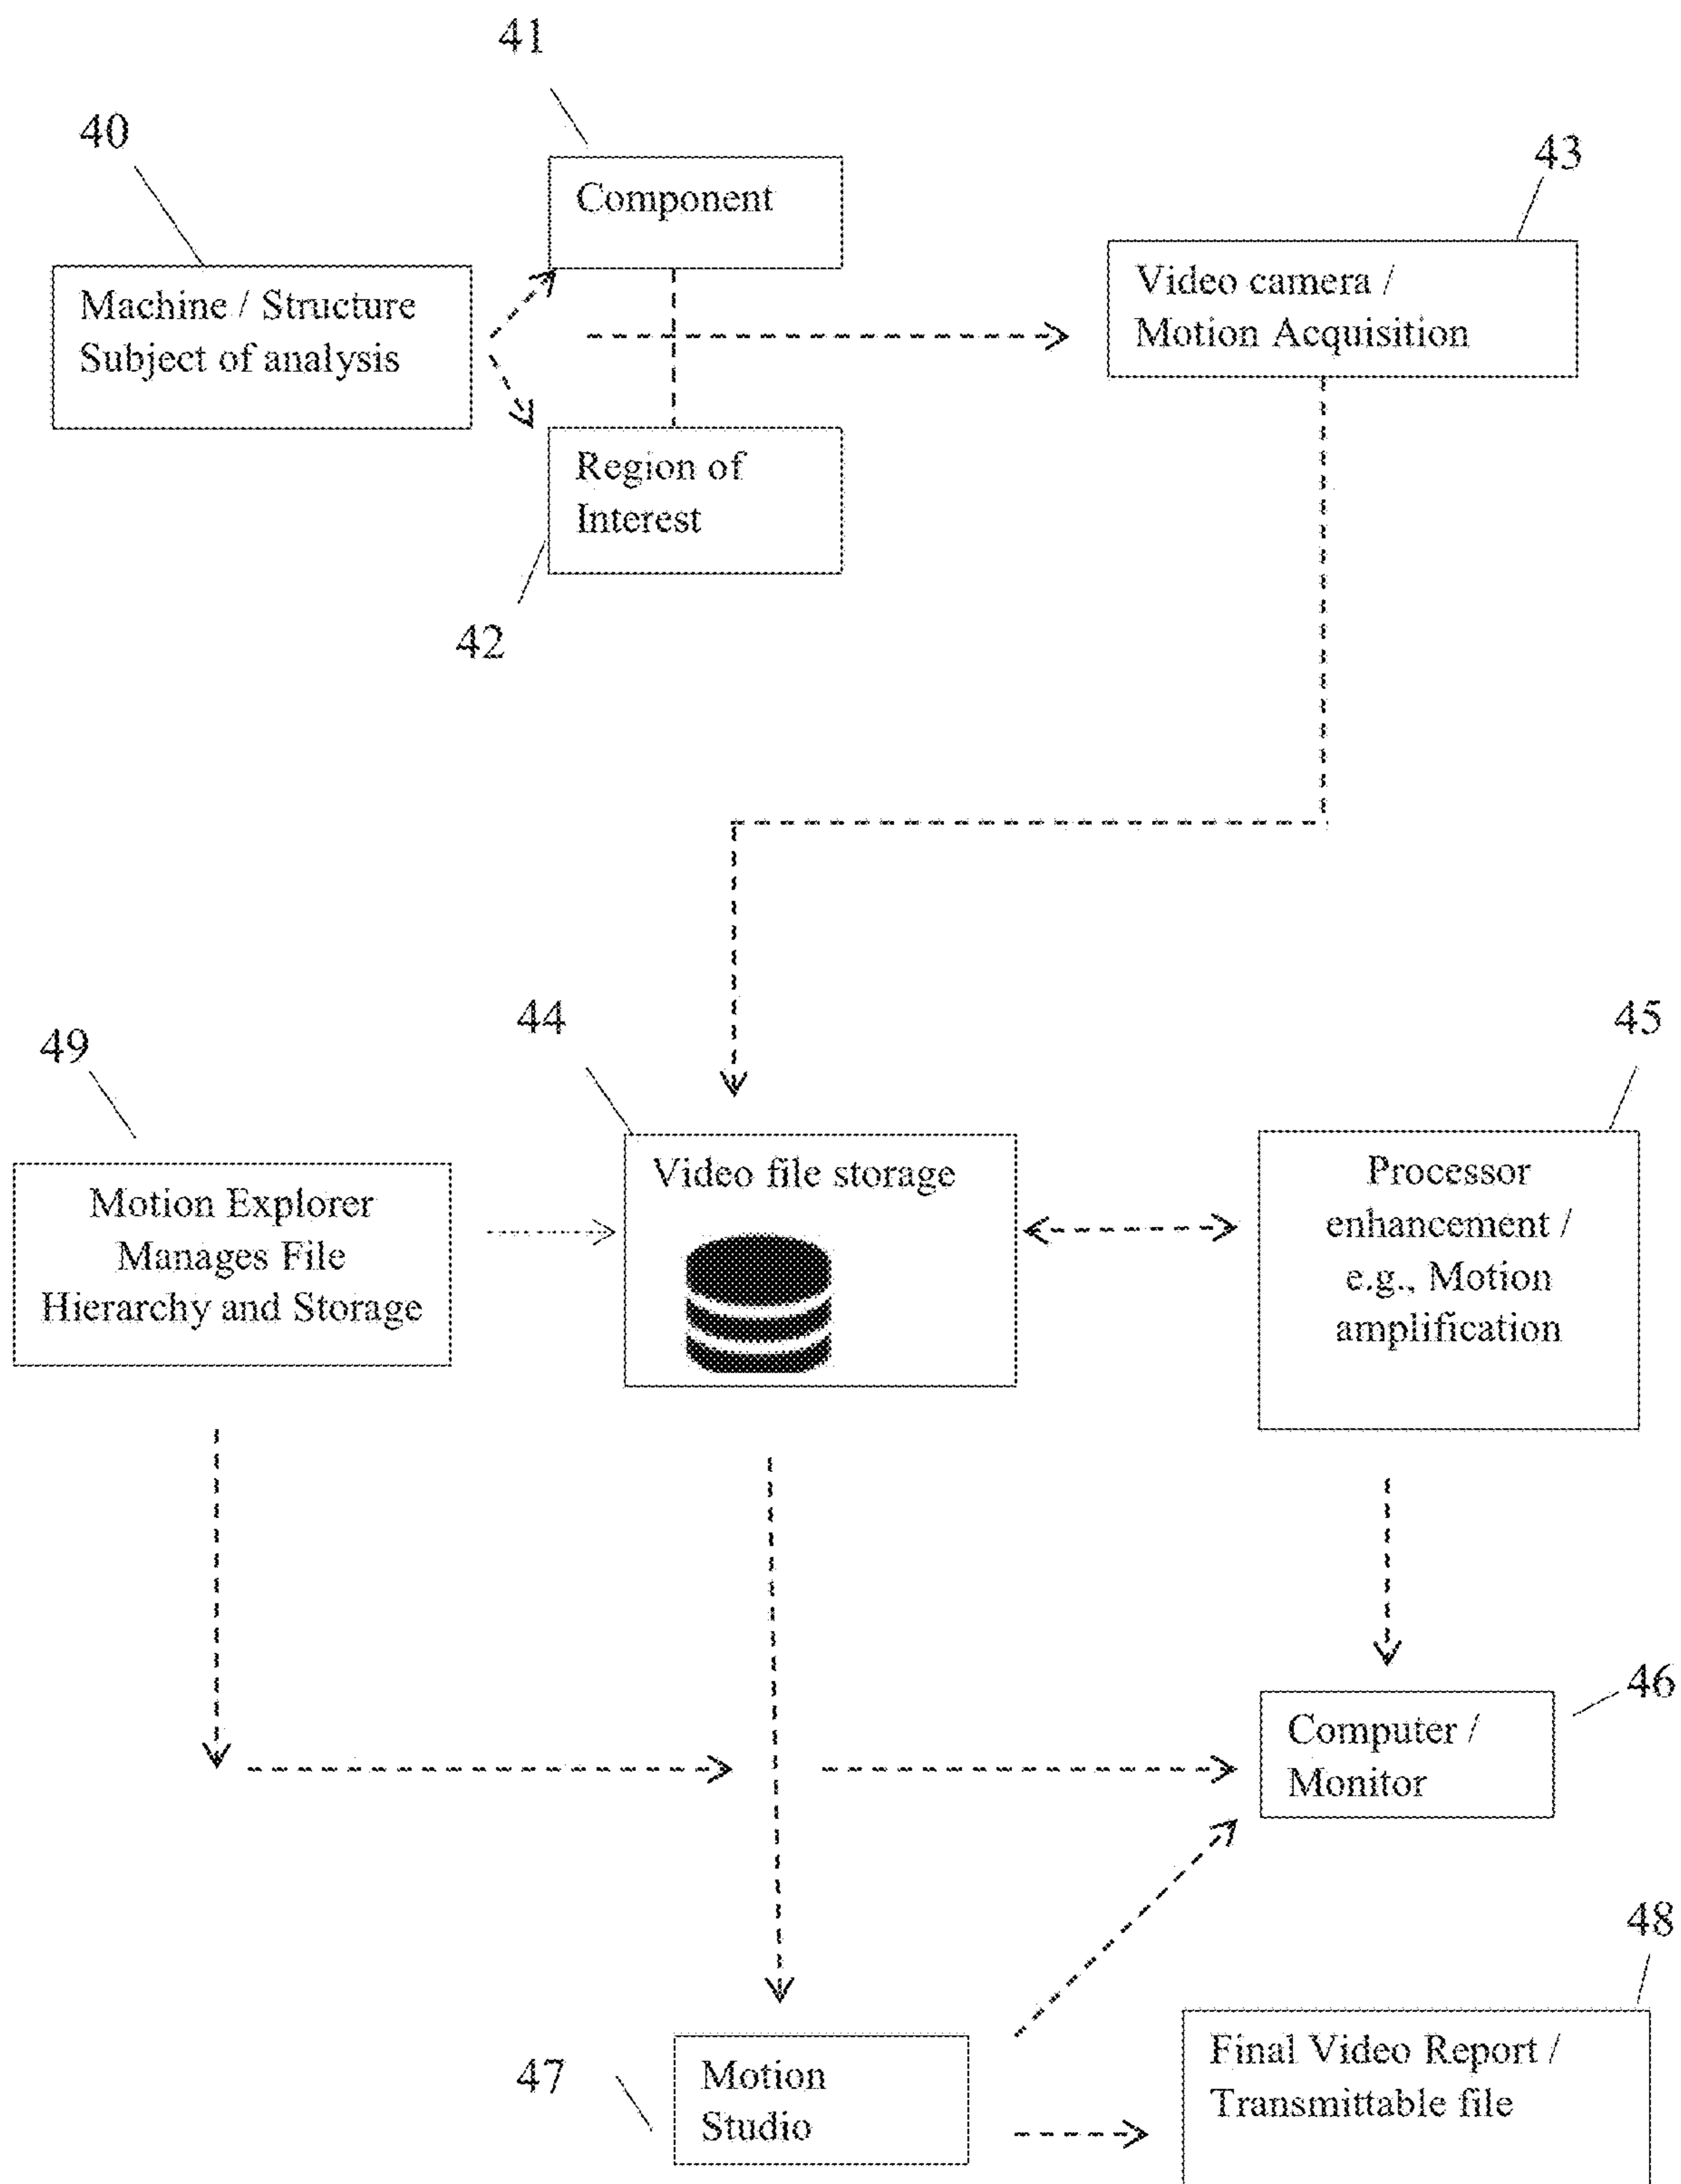 41
40
Component
43
Machine / Structure
Subject of analysis
Video camera /
Motion Acquisition
Region of
Interest
42
49
44
45
Motion Explorer
Manages File
Hierarchy and Storage
Video file storage
Processor
enhancement /
e.g., Motion
amplification
46
Computer /
Monitor
48
47
Motion
Studio
Final Video Report /
Transmittable file